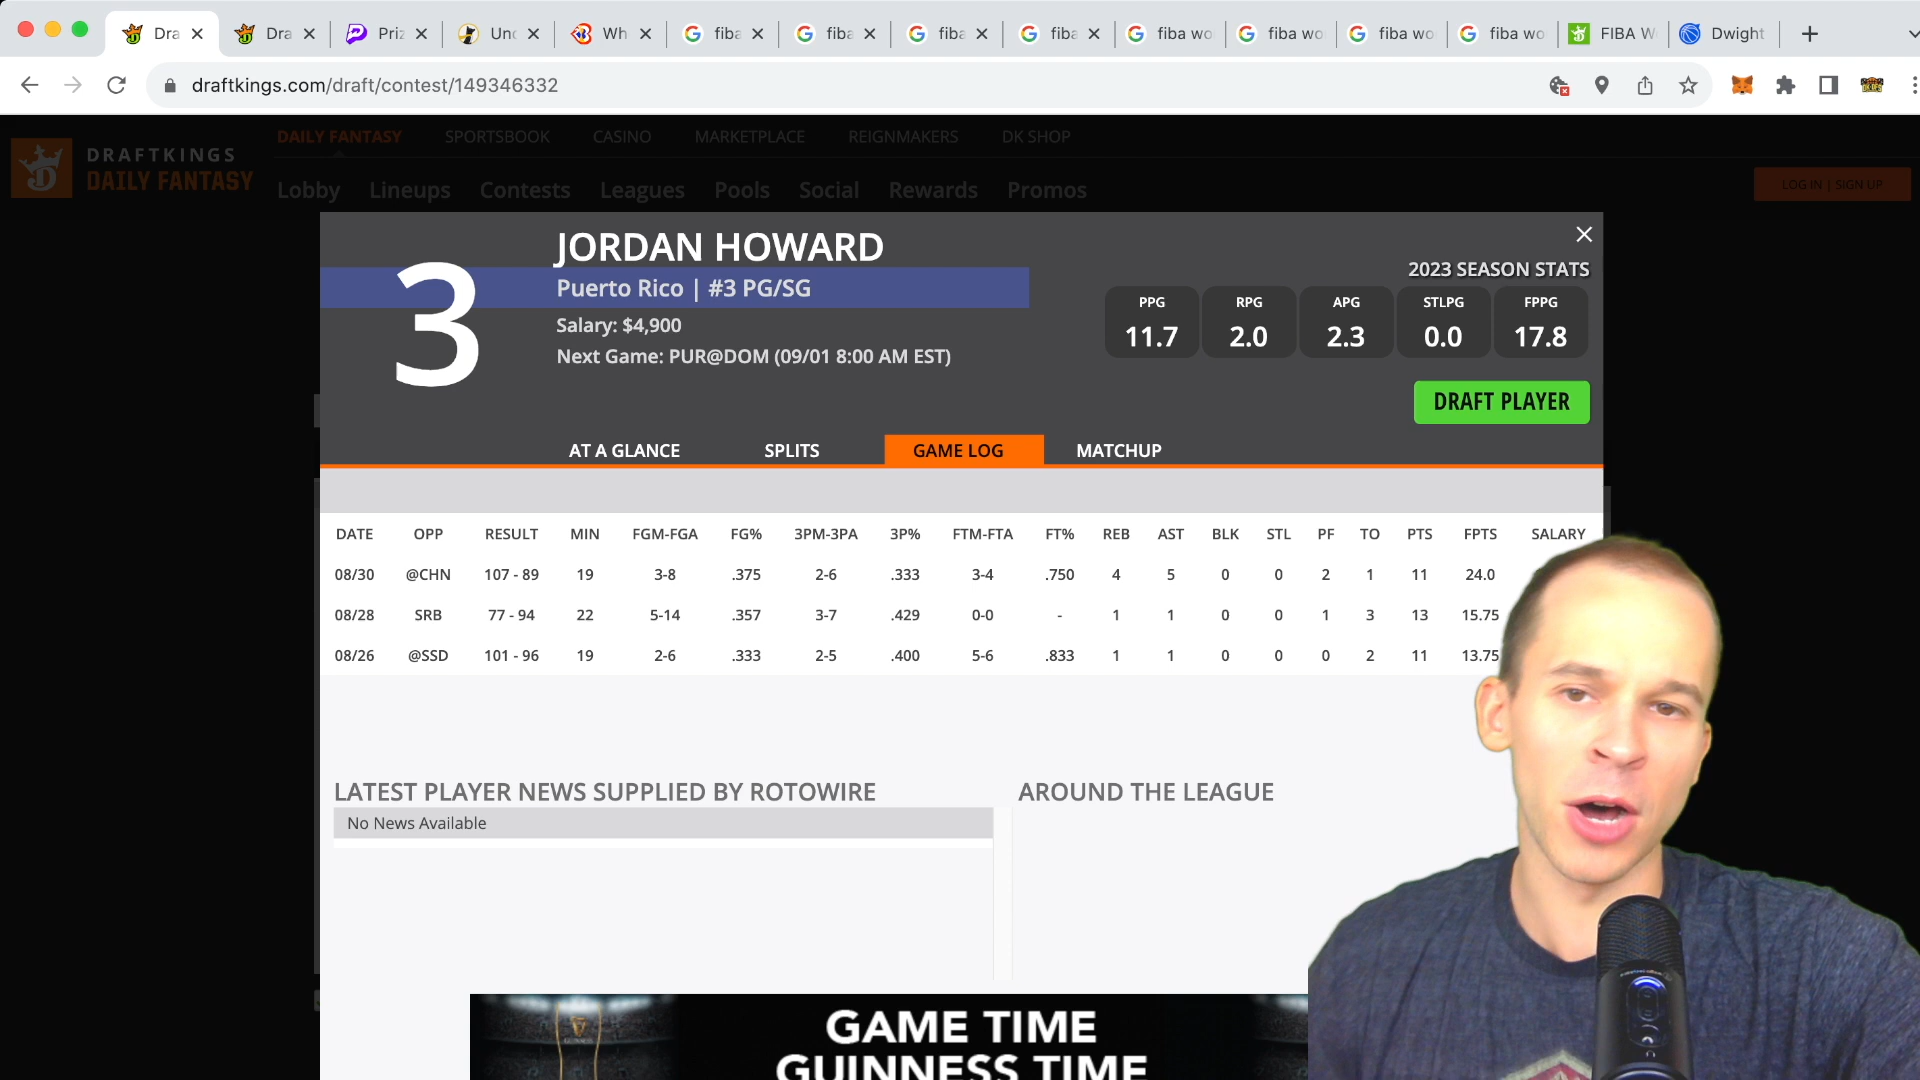 Dra
Dra
Priz
Und
Wh
fiba
fiba
fiba
fiba
fiba wo
fiba wo
fiba wo
fiba wo
FIBA W
Dwight
draftkings.com/draft/contest/149346332
DRAFTKINGS
DAILY FANTASY
DAILY FANTASY SPORTSBOOK CASINO MARKETPLACE REIGNMAKERS DK SHOP
Lobby Lineups Contests Leagues Pools Social Rewards Promos
LOG IN | SIGN UP
3
JORDAN HOWARD
Puerto Rico | #3 PG/SG
Salary: $4,900
Next Game: PUR@DOM (09/01 8:00 AM EST)
2023 SEASON STATS
PPG RPG APG STLPG FPPG
11.7 2.0 2.3 0.0 17.8
DRAFT PLAYER
AT A GLANCE SPLITS GAME LOG MATCHUP
DATE OPP RESULT MIN FGM-FGA FG% 3PM-3PA 3P% FTM-FTA FT% REB AST BLK STL PF TO PTS FPTS SALARY
08/30 @CHN 107 - 89 19 3-8 .375 2-6 .333 3-4 .750 4 5 0 0 2 1 11 24.0
08/28 SRB 77 - 94 22 5-14 .357 3-7 .429 0-0 - 1 1 0 0 1 3 13 15.75
08/26 @SSD 101 - 96 19 2-6 .333 2-5 .400 5-6 .833 1 1 0 0 0 2 11 13.75
LATEST PLAYER NEWS SUPPLIED BY ROTOWIRE
No News Available
AROUND THE LEAGUE
GAME TIME
GUINNESS TIME